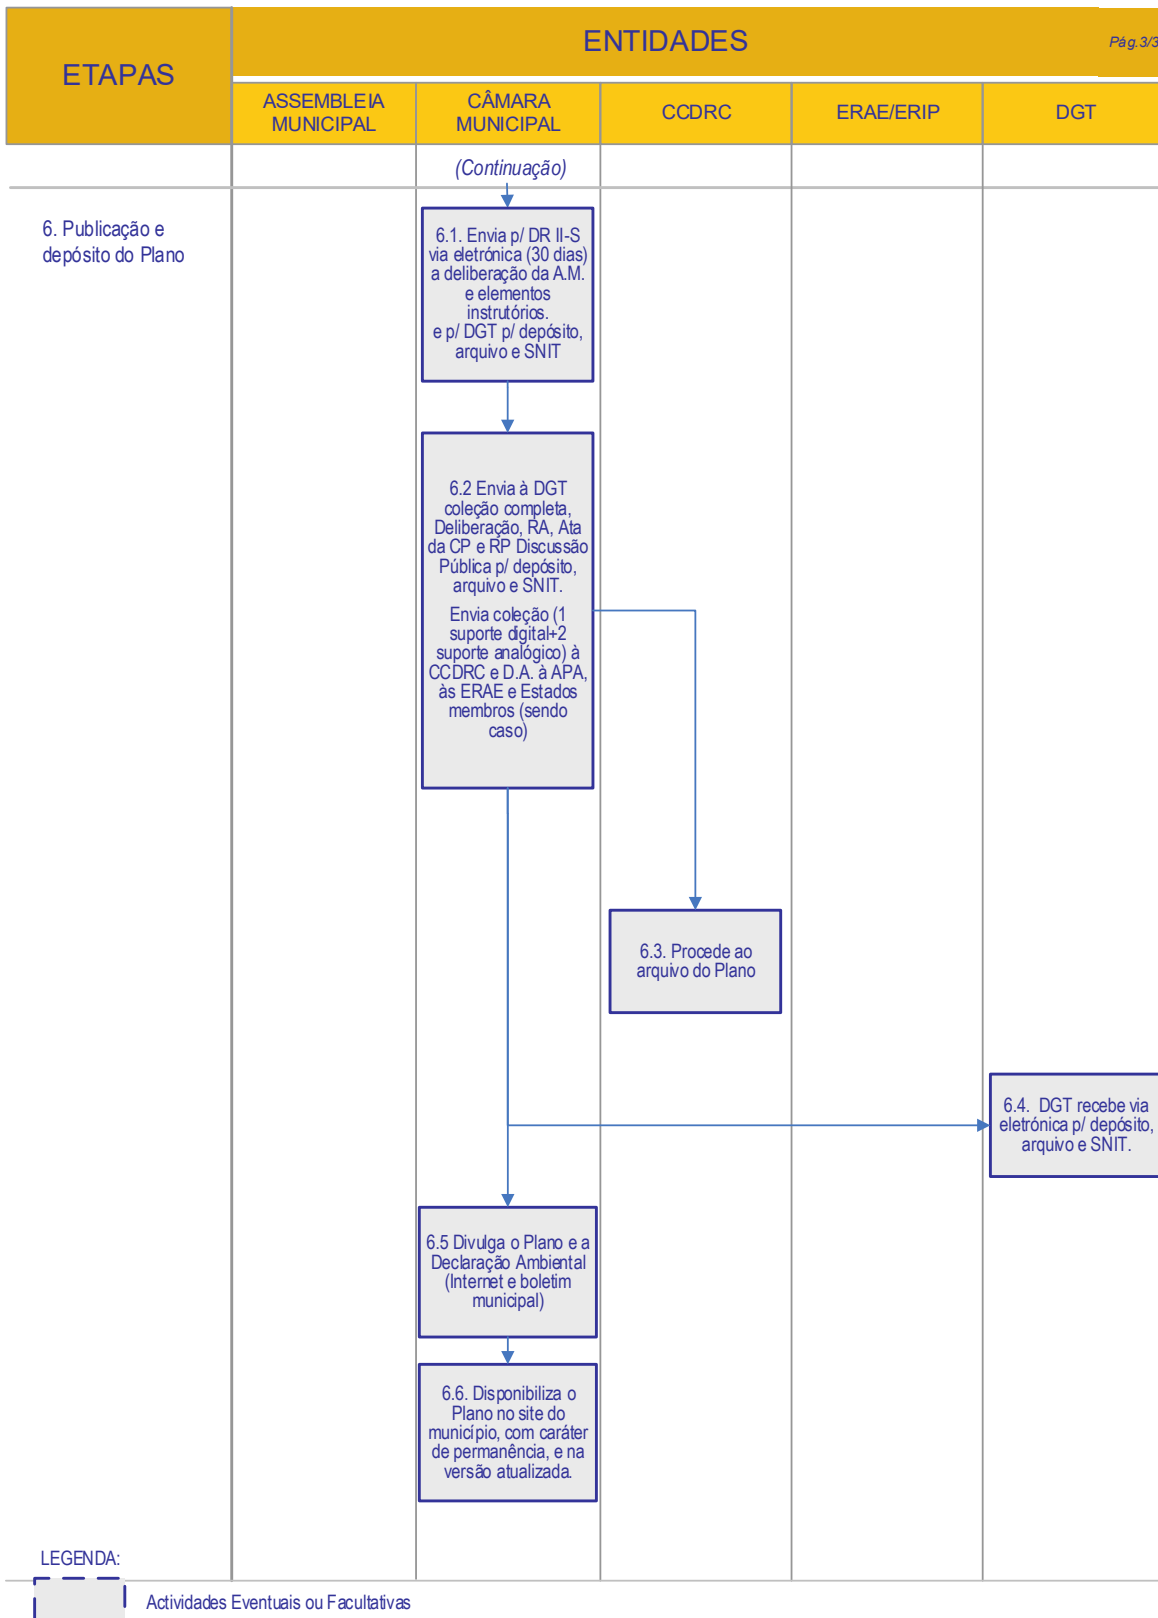 ETAPAS
ENTIDADES
Pág.3/3
ASSEMBLEIA
MUNICIPAL
CÂMARA
MUNICIPAL
CCDRC
ERAE/ERIP
DGT
(Continuação)
6. Publicação e
depósito do Plano
6.1. Envia p/ DR II-S
via eletrónica (30 dias)
a deliberação da A.M.
e elementos
instrutórios.
e p/ DGT p/ depósito,
arquivo e SNIT
6.2 Envia à DGT
coleção completa,
Deliberação, RA, Ata
da CP e RP Discussão
Pública p/ depósito,
arquivo e SNIT.
Envia coleção (1
suporte digital+2
suporte analógico) à
CCDRC e D.A. à APA,
às ERAE e Estados
membros (sendo
caso)
6.3. Procede ao
arquivo do Plano
6.4. DGT recebe via
eletrónica p/ depósito,
arquivo e SNIT.
6.5 Divulga o Plano e a
Declaração Ambiental
(Internet e boletim
municipal)
6.6. Disponibiliza o
Plano no site do
município, com caráter
de permanência, e na
versão atualizada.
LEGENDA:
Actividades Eventuais ou Facultativas